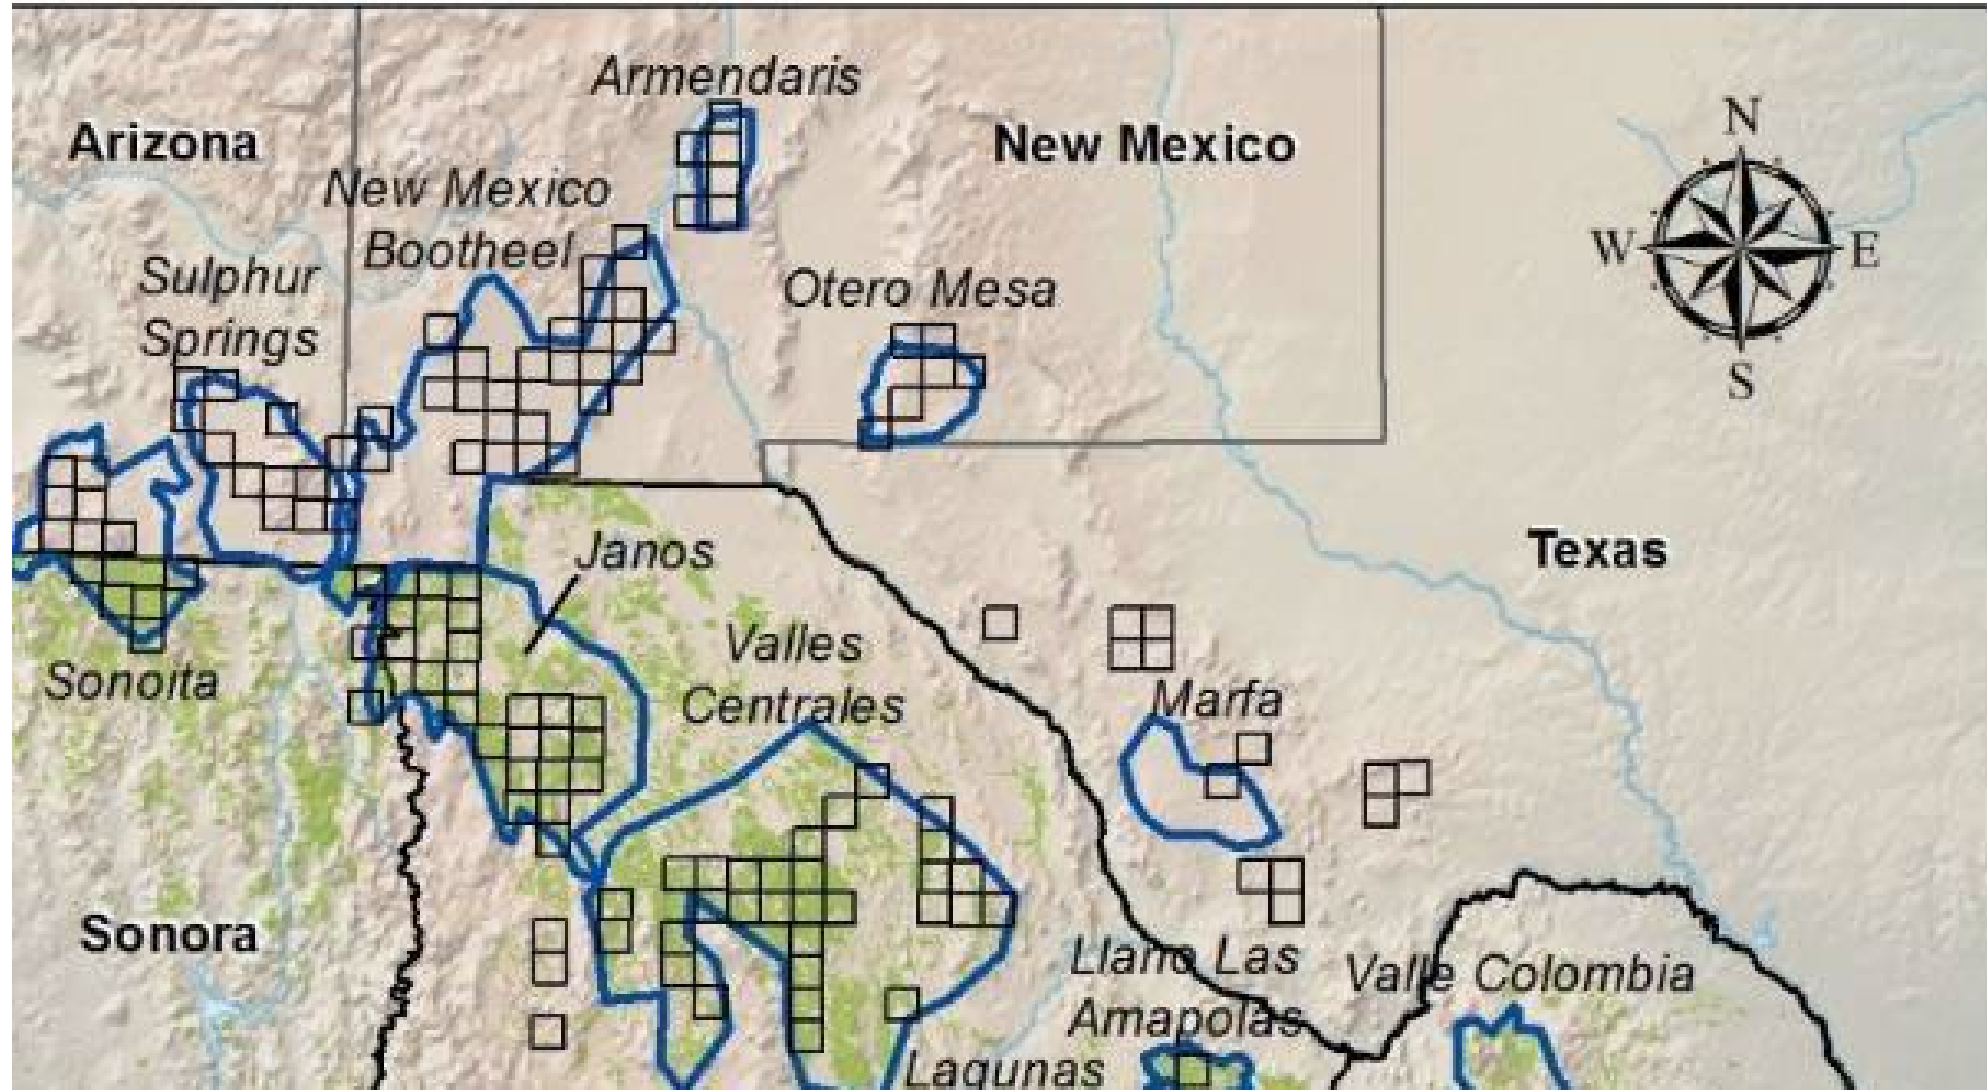 Armendaris
Arizona
New Mexico
N
New Mexico
Bootheel
W
E
Sulphur
Springs
Otero Mesa
S
Janos
Texas
Valles
Centrales
Sonoita
Marfa
Sonora
Llano Las
Amapolas
Valle Colombia
Lagunas